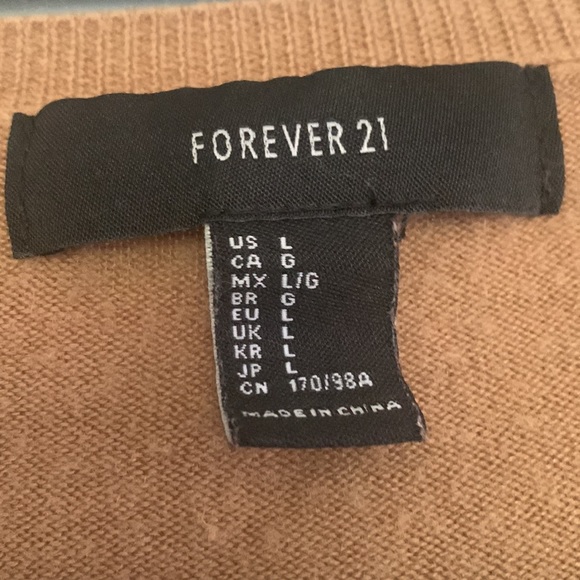 FOREVER 21
US L
CA G
MX L/G
BR G
EU L
UK L
KR L
JP L
CN 170/98A
MADE IN CHINA